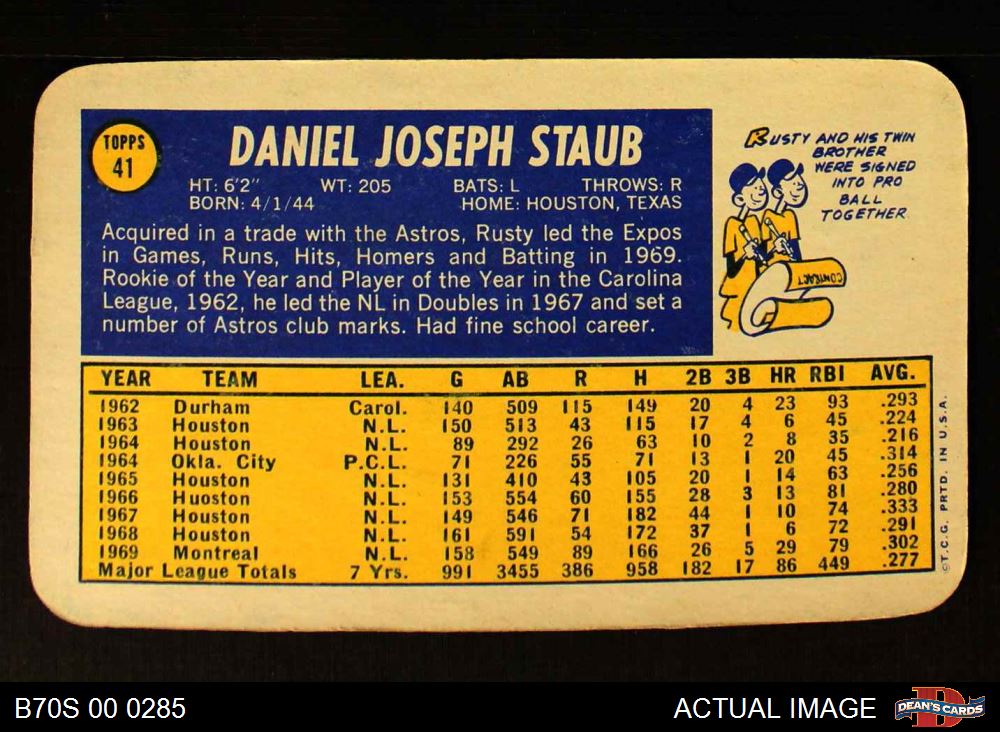 TOPPS
41
DANIEL JOSEPH STAUB
HT: 6'2" WT: 205 BATS: L THROWS: R
BORN: 4/1/44 HOME: HOUSTON, TEXAS
Acquired in a trade with the Astros, Rusty led the Expos
in Games, Runs, Hits, Homers and Batting in 1969.
Rookie of the Year and Player of the Year in the Carolina
League, 1962, he led the NL in Doubles in 1967 and set a
number of Astros club marks. Had fine school career.
RUSTY AND HIS TWIN
BROTHER
WERE SIGNED
INTO PRO
BALL
TOGETHER
CONTRACT
YEAR TEAM LEA. G AB R H 2B 3B HR RBI AVG.
1962 Durham Carol. 140 509 115 149 20 4 23 93 .293
1963 Houston N.L. 150 513 43 115 17 4 6 45 .224
1964 Houston N.L. 89 292 26 63 10 2 8 35 .216
1964 Okla. City P.C.L. 71 226 55 71 13 1 20 45 .314
1965 Houston N.L. 131 410 43 105 20 1 14 63 .256
1966 Huoston N.L. 153 554 60 155 28 3 13 81 .280
1967 Houston N.L. 149 546 71 182 44 1 10 74 .333
1968 Houston N.L. 161 591 54 172 37 1 6 72 .291
1969 Montreal N.L. 158 549 89 166 26 5 29 79 .302
Major League Totals 7 Yrs. 991 3455 386 958 182 17 86 449 .277
©T.C.G. PRTD. IN U.S.A.
B70S 00 0285
ACTUAL IMAGE
D
DEAN'S CARDS